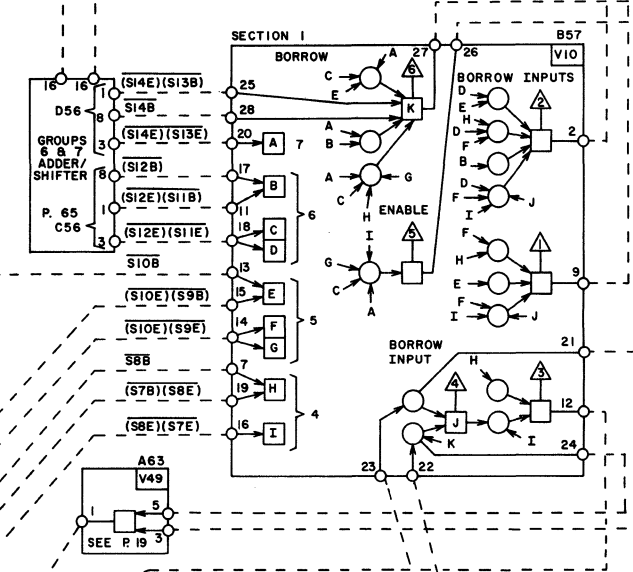 SECTION 1
B57
V10
BORROW
27
26
16
16
1
(S14E)(S13B)
25
A
C
E
6
K
BORROW INPUTS
D
E
2
D56
8
S14B
28
H
D
F
2
3
(S14E)(S13E)
20
A
7
A
B
B
GROUPS
6 & 7
ADDER/
SHIFTER
8
S12B
17
B
A
C
G
D
F
I
J
P. 65
C56
1
(S12E)(S11B)
11
6
H
I
ENABLE
3
(S12E)(S11E)
18
C
D
5
F
H
1
S10B
13
E
G
C
A
E
9
(S10E)(S9B)
15
5
F
I
J
(S10E)(S9E)
14
F
G
BORROW
INPUT
21
S8B
7
H
H
3
(S7B)(S8E)
19
4
4
J
12
(S8E)(S7E)
16
I
K
I
24
23
22
A63
V49
1
5
3
SEE P. 19